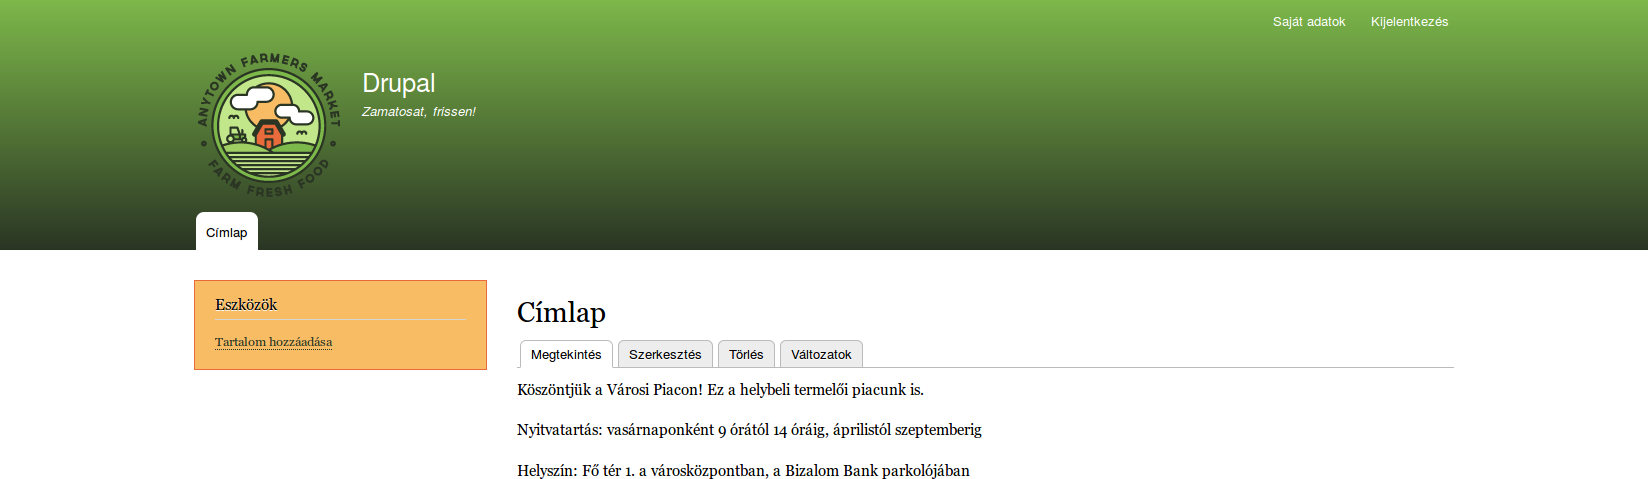 Saját adatok
Kijelentkezés
ANYTOWN FARMERS MARKET
FARM FRESH FOOD
Drupal
Zamatosat, frissen!
Címlap
Eszközök
Tartalom hozzáadása
Címlap
Megtekintés
Szerkesztés
Törlés
Változatok
Köszöntjük a Városi Piacon! Ez a helybeli termelői piacunk is.
Nyitvatartás: vasárnaponként 9 órától 14 óráig, áprilistól szeptemberig
Helyszín: Fő tér 1. a városközpontban, a Bizalom Bank parkolójában